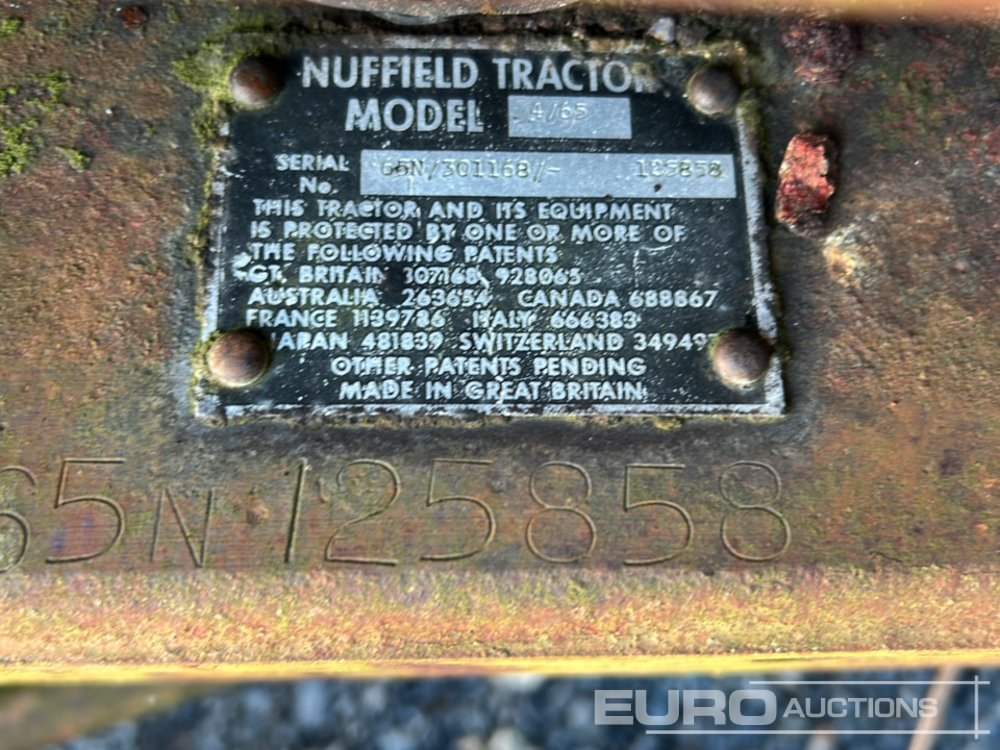 NUFFIELD TRACTOR
MODEL 4/65
SERIAL No. 65N/301168/- 125858
THIS TRACTOR AND ITS EQUIPMENT
IS PROTECTED BY ONE OR MORE OF
THE FOLLOWING PATENTS
GT. BRITAIN 307168, 928065
AUSTRALIA 263654 CANADA 688867
FRANCE 1139786 ITALY 666383
481839 SWITZERLAND
OTHER PATENTS PENDING
MADE IN GREAT BRITAIN
65N 125858
EURO AUCTIONS